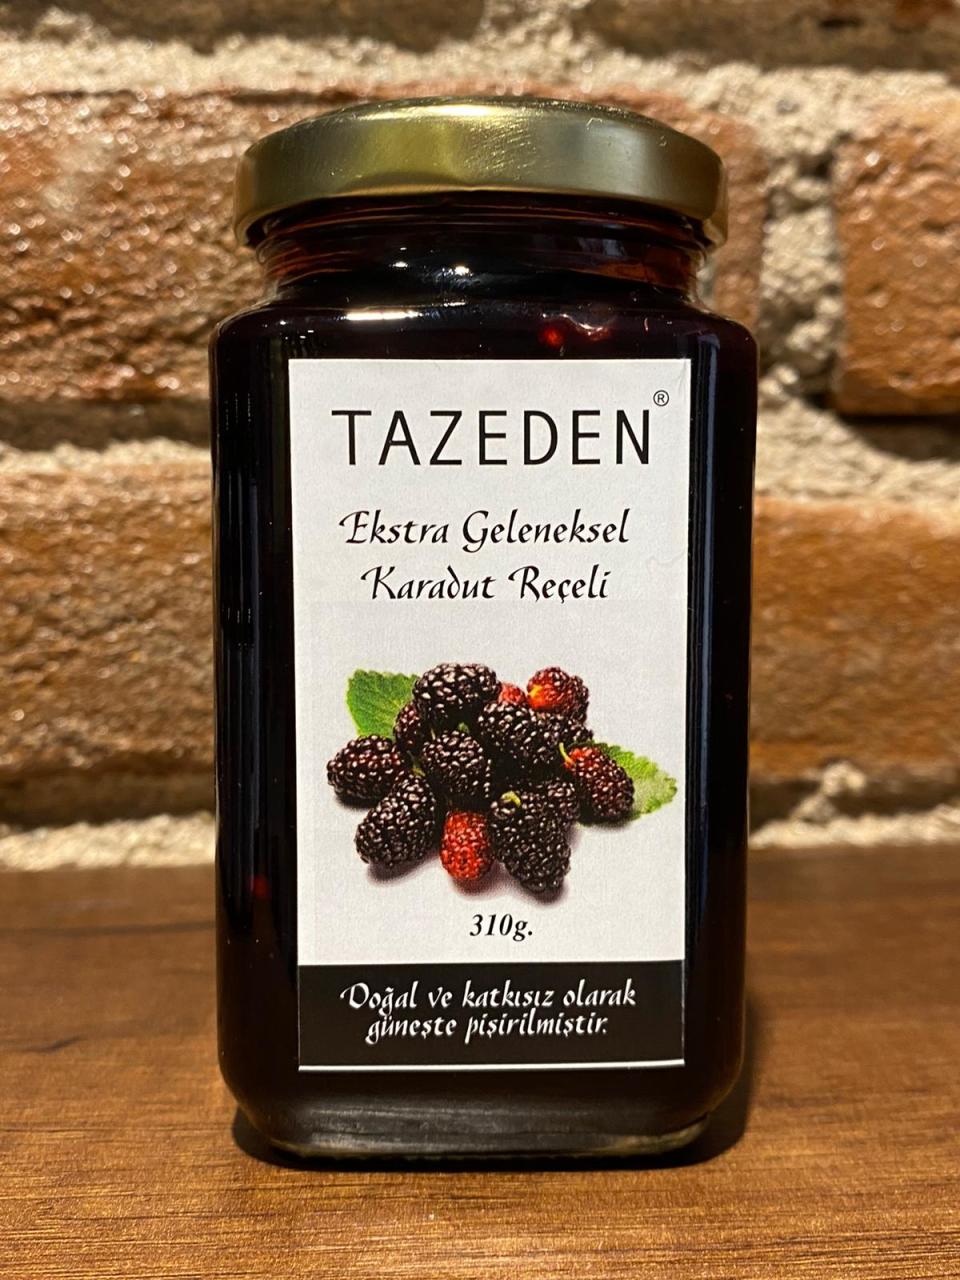 TAZEDEN®
Ekstra Geleneksel
Karadut Reçeli
310g.
Doğal ve katkısız olarak
güneşte pişirilmiştir.